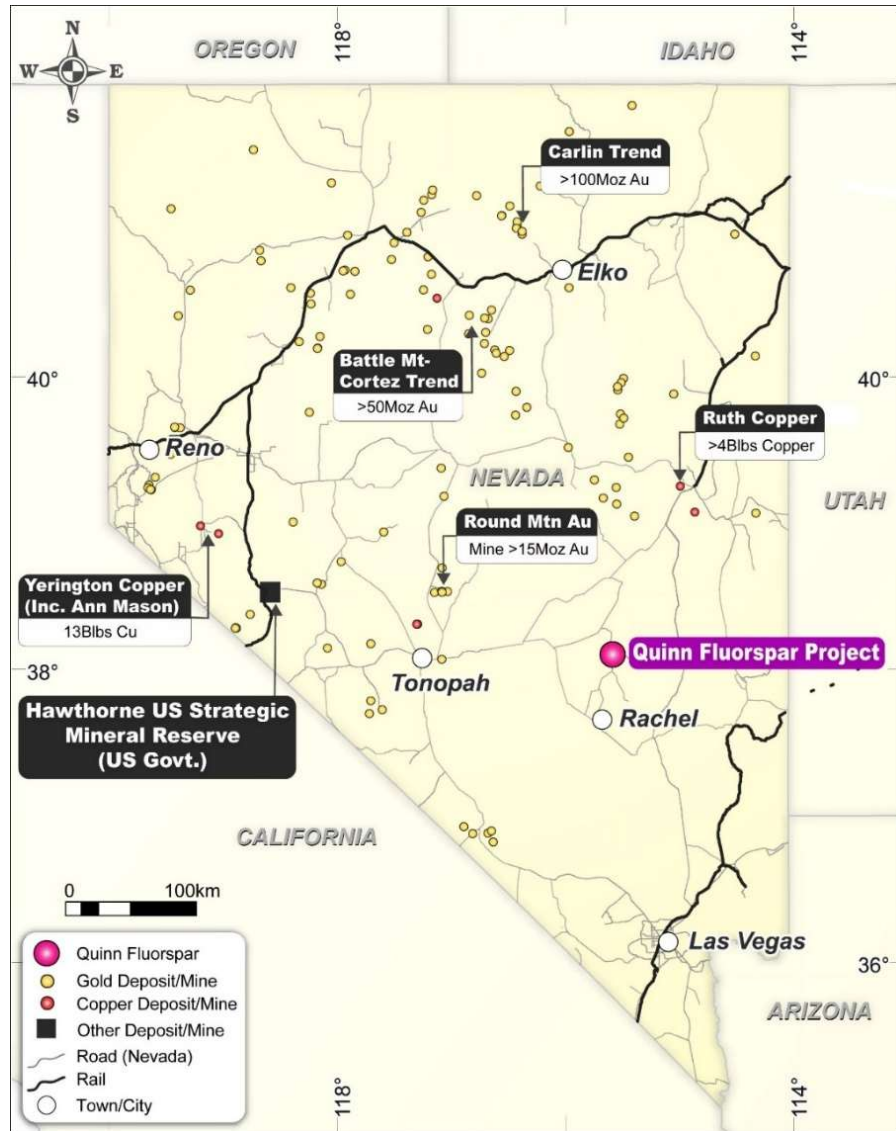 N
W
E
S
OREGON
118°
IDAHO
114°
Carlin Trend
>100Moz Au
Elko
Battle Mt-
Cortez Trend
>50Moz Au
40°
40°
Ruth Copper
>4Blbs Copper
Reno
NEVADA
UTAH
Round Mtn Au
Mine >15Moz Au
Yerington Copper
(Inc. Ann Mason)
13Blbs Cu
38°
Quinn Fluorspar Project
Tonopah
Hawthorne US Strategic
Mineral Reserve
(US Govt.)
Rachel
CALIFORNIA
0 100km
Las Vegas
36°
ARIZONA
Quinn Fluorspar
Gold Deposit/Mine
Copper Deposit/Mine
Other Deposit/Mine
Road (Nevada)
Rail
Town/City
118°
114°